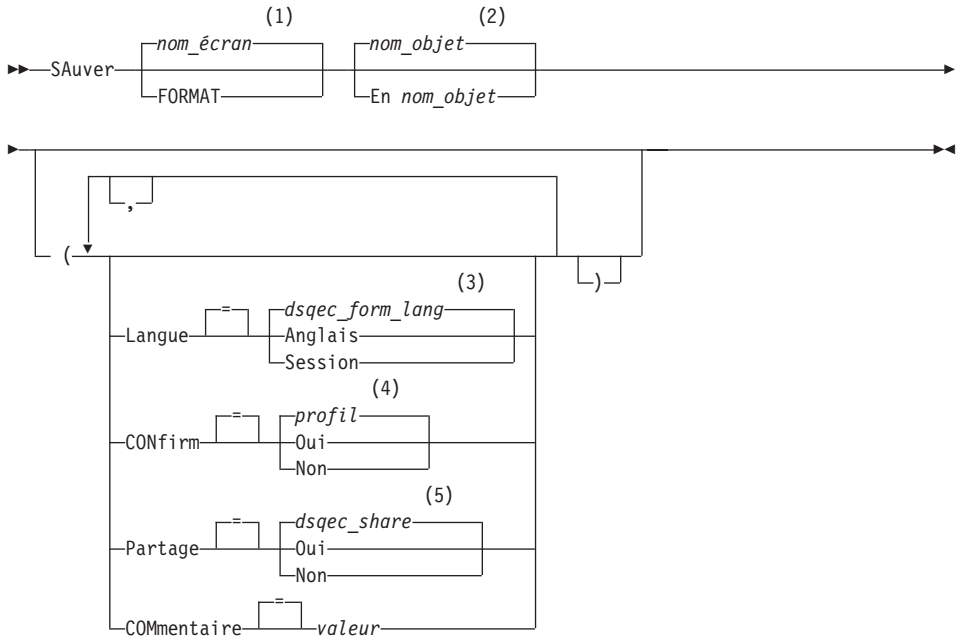 (1) (2)
nom_écran nom_objet
SAuver
FORMAT En nom_objet
,
(
)
(3)
= dsqec_form_lang
Langue Anglais
Session
(4)
= profil
CONfirm Oui
Non
(5)
= dsqec_share
Partage Oui
Non
=
COMmentaire valeur